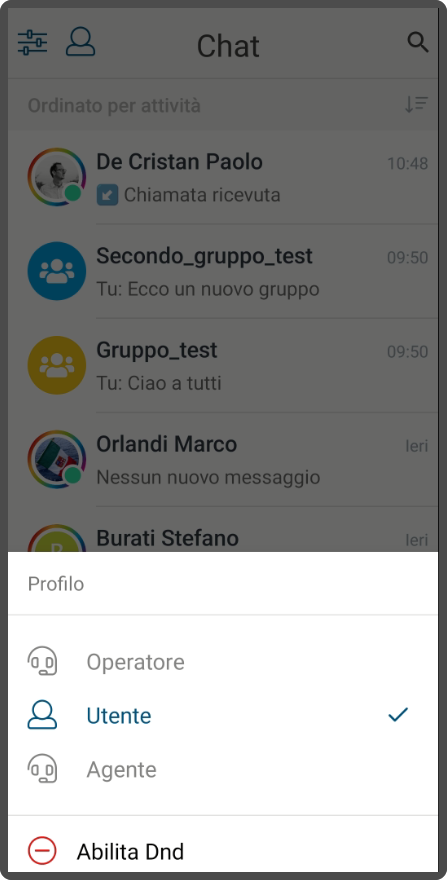 Chat
Ordinato per attività
De Cristan Paolo 10:48
Chiamata ricevuta
Secondo_gruppo_test 09:50
Tu: Ecco un nuovo gruppo
Gruppo_test 09:50
Tu: Ciao a tutti
Orlandi Marco Ieri
Nessun nuovo messaggio
Burati Stefano Ieri
Profilo
Operatore
Utente
Agente
Abilita Dnd